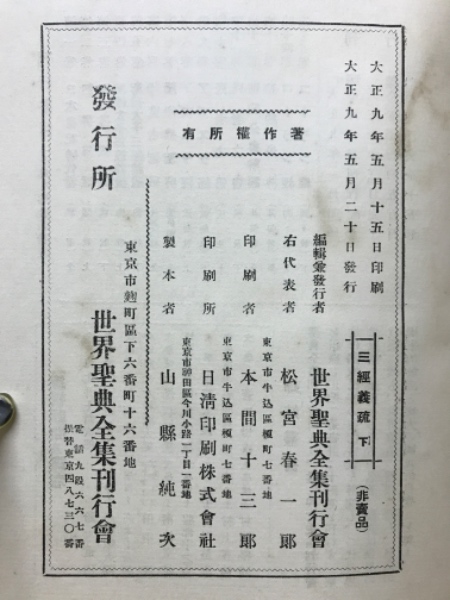 大正九年五月十五日印刷
大正九年五月二十日發行
三經義疏 下
(非賣品)
著作權所有
編輯兼發行者 世界聖典全集刊行會
右代表者 松宮春一郎
東京市牛込區榎町七番地
印刷者 本間十三郎
東京市牛込區榎町七番地
印刷所 日清印刷株式會社
東京市神田區今川小路一丁目一番地
製本者 山縣純次
東京市麹町區下六番町十六番地
發行所 世界聖典全集刊行會
電話九段六六七番
振替東京四八七三〇番